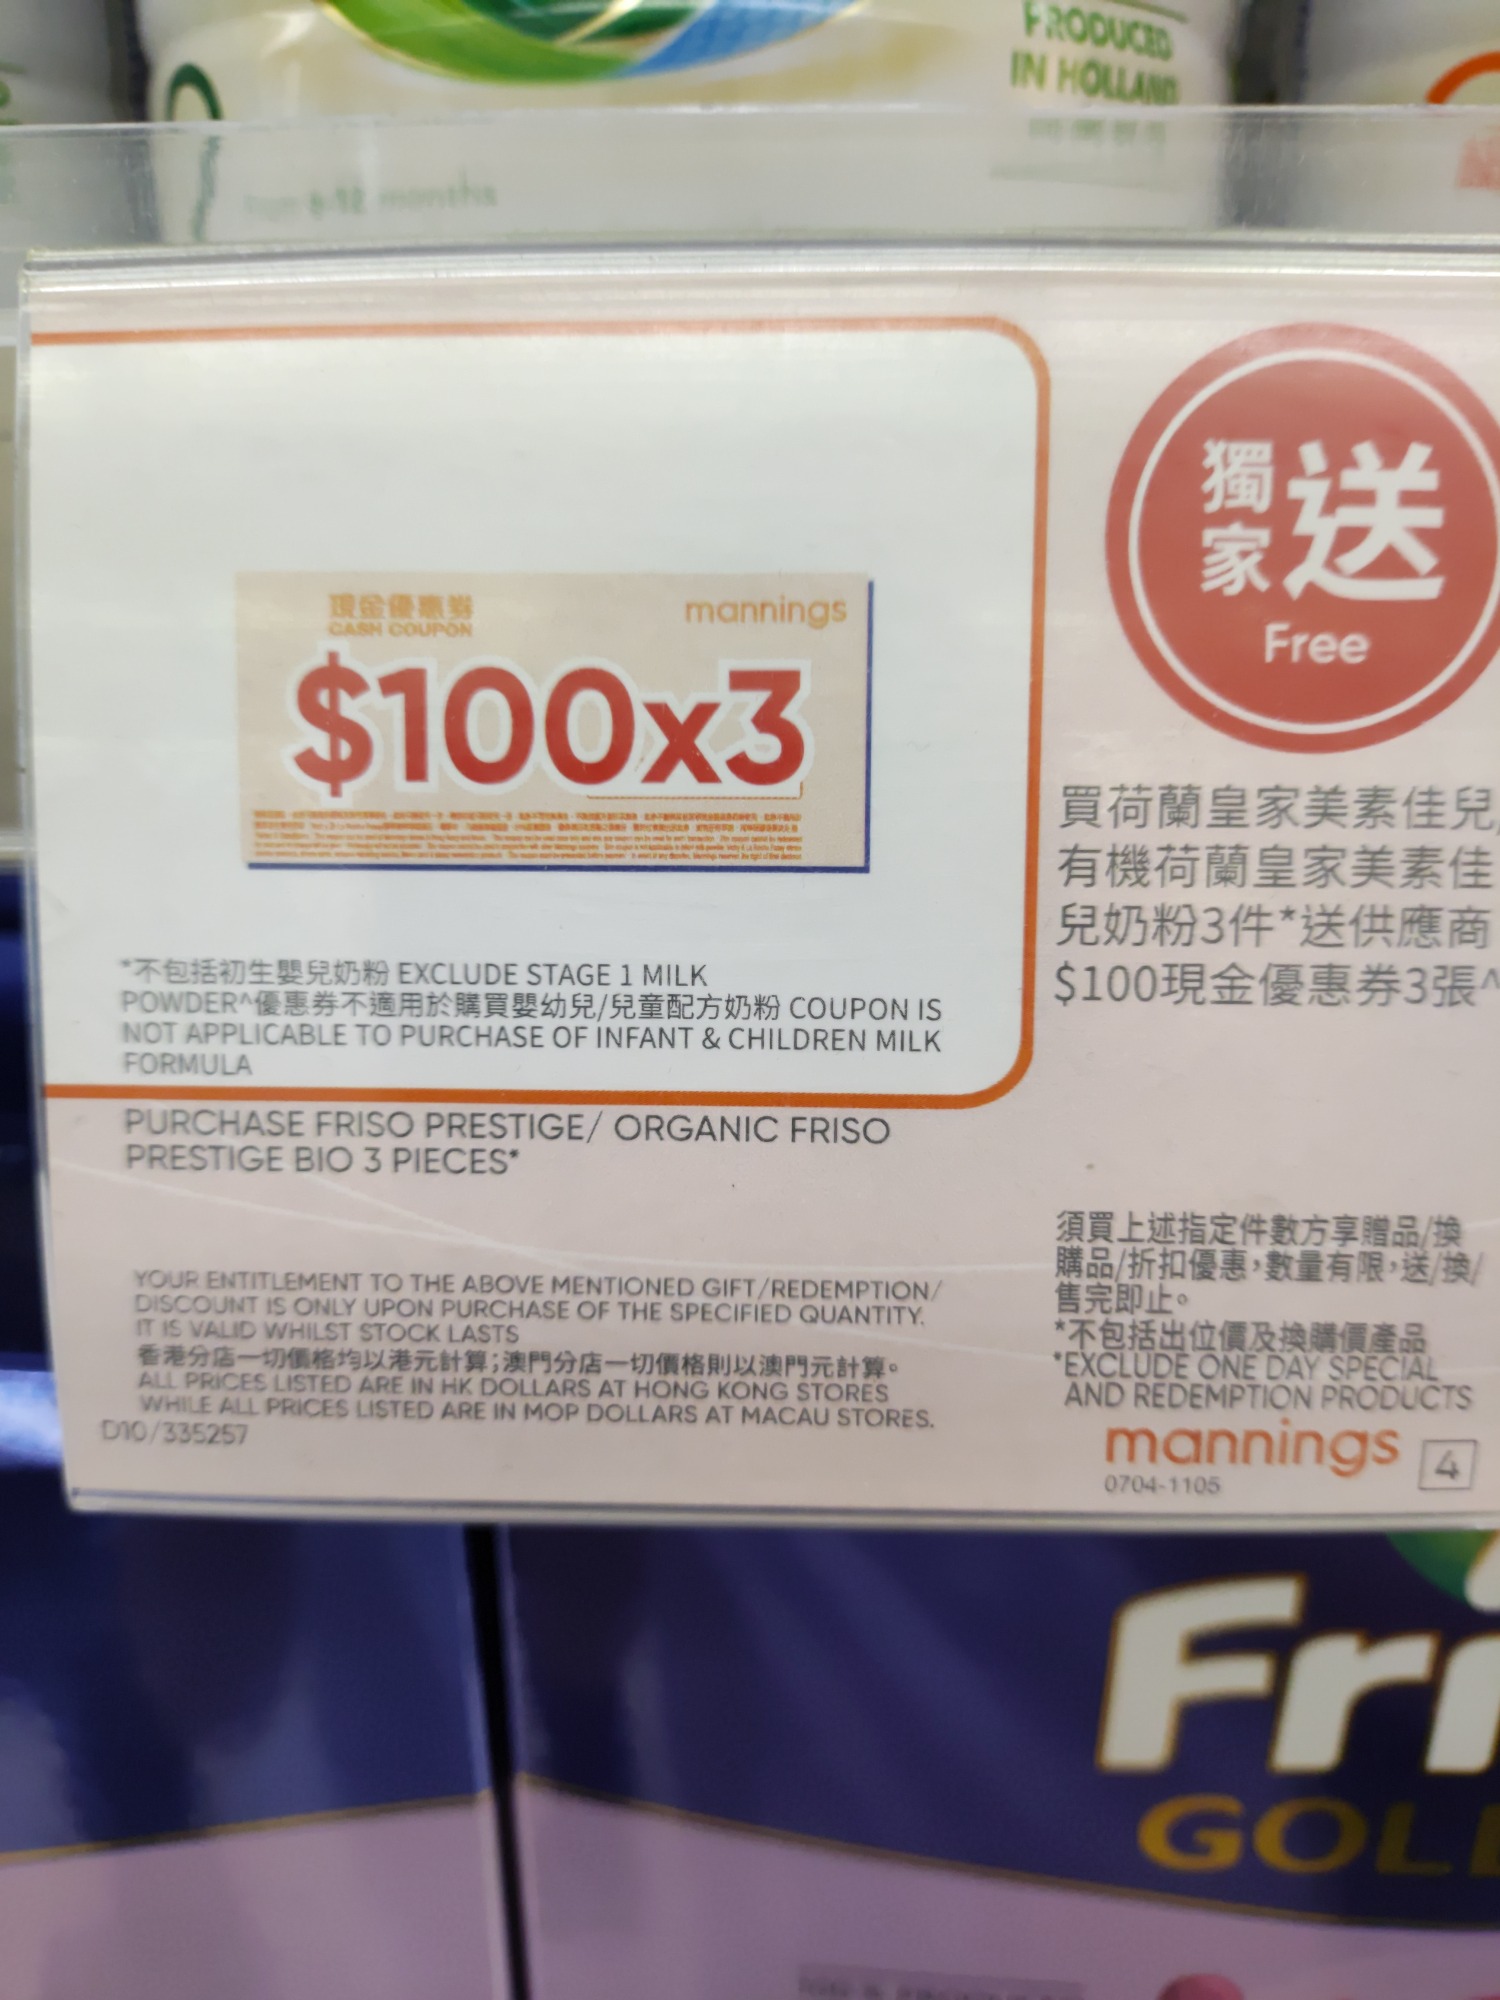 PRODUCED
IN HOLLAND
months
現金優惠券
CASH COUPON
mannings
$100x3
獨家送
Free
買荷蘭皇家美素佳兒
有機荷蘭皇家美素佳
兒奶粉3件*送供應商
$100現金優惠券3張^
*不包括初生嬰兒奶粉 EXCLUDE STAGE 1 MILK
POWDER^優惠券不適用於購買嬰幼兒/兒童配方奶粉 COUPON IS
NOT APPLICABLE TO PURCHASE OF INFANT & CHILDREN MILK
FORMULA
PURCHASE FRISO PRESTIGE/ ORGANIC FRISO
PRESTIGE BIO 3 PIECES*
YOUR ENTITLEMENT TO THE ABOVE MENTIONED GIFT/REDEMPTION/
DISCOUNT IS ONLY UPON PURCHASE OF THE SPECIFIED QUANTITY.
IT IS VALID WHILST STOCK LASTS
香港分店一切價格均以港元計算;澳門分店一切價格則以澳門元計算。
ALL PRICES LISTED ARE IN HK DOLLARS AT HONG KONG STORES
WHILE ALL PRICES LISTED ARE IN MOP DOLLARS AT MACAU STORES.
D10/335257
須買上述指定件數方享贈品/換
購品/折扣優惠,數量有限,送/換/
售完即止。
*不包括出位價及換購價產品
*EXCLUDE ONE DAY SPECIAL
AND REDEMPTION PRODUCTS
mannings 4
0704-1105
Fri
GOL